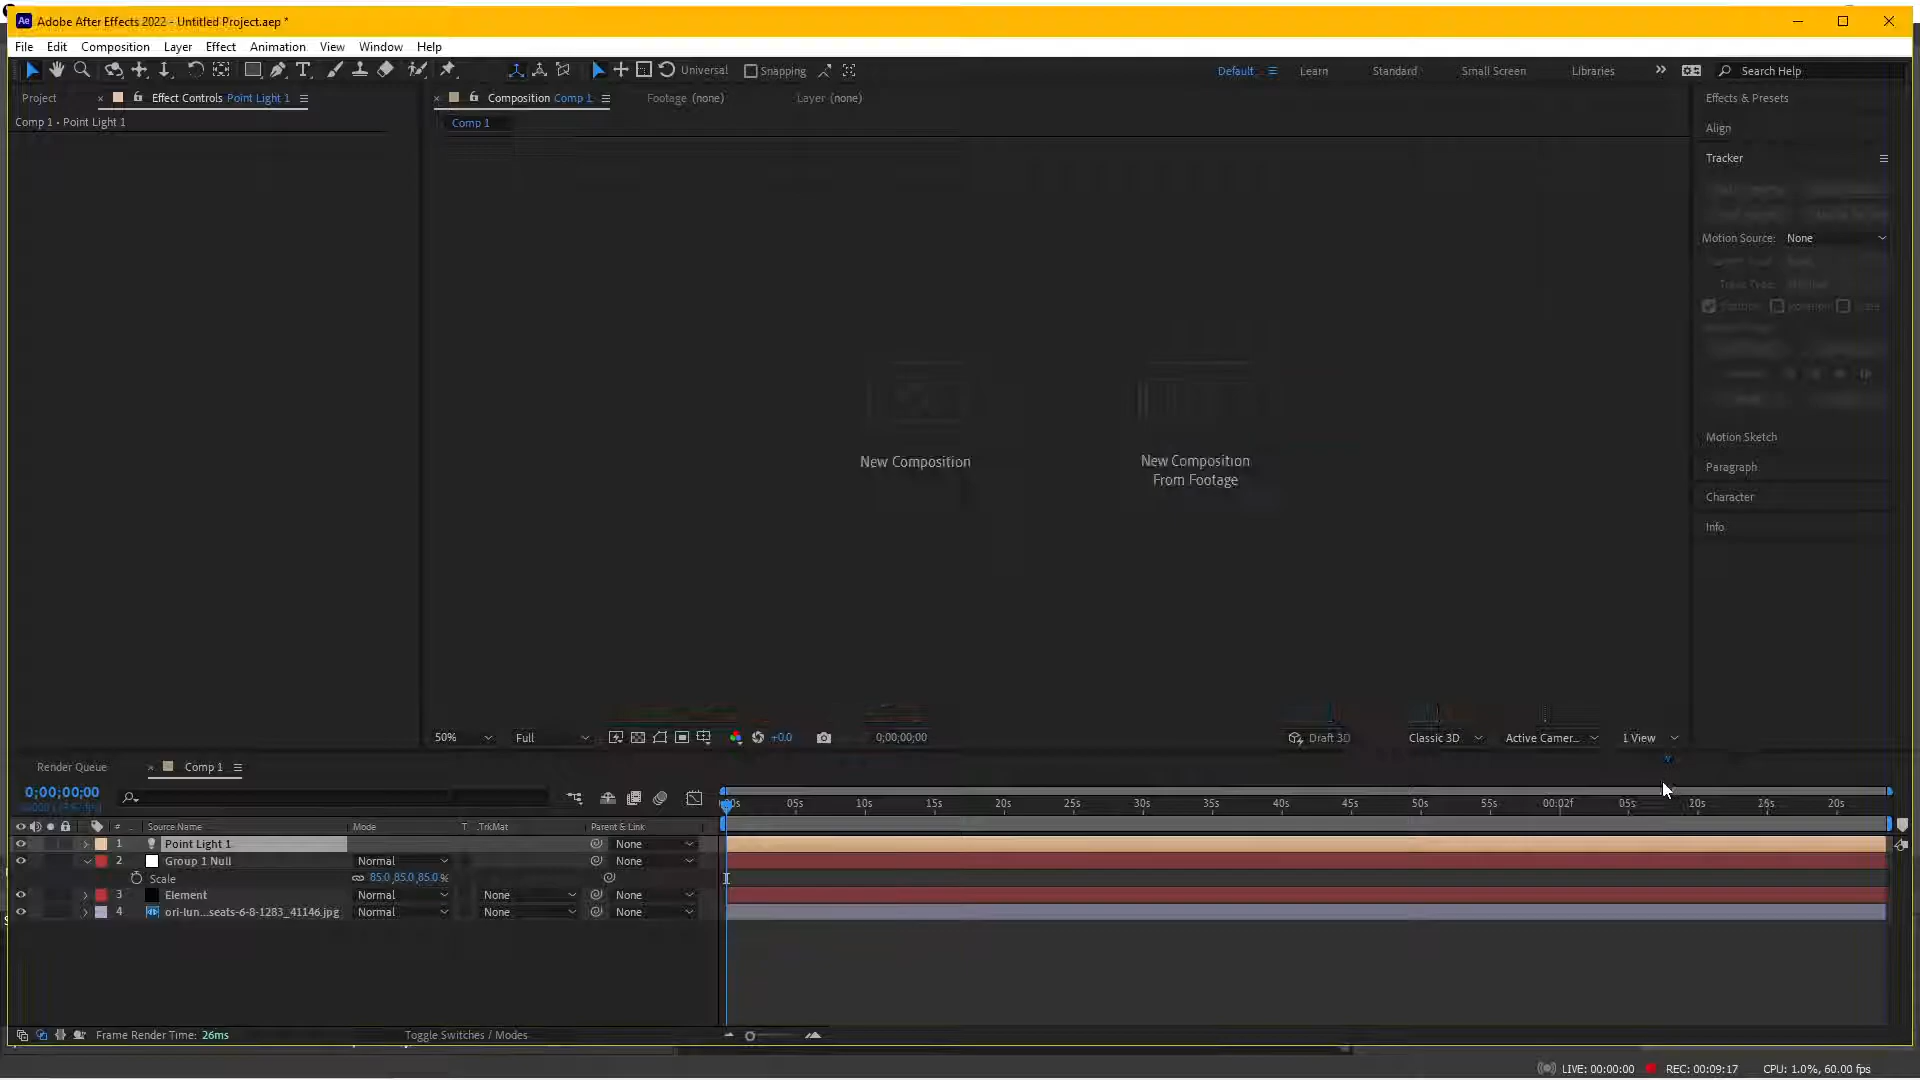 Adobe After Effects 2022 - Untitled Project.aep *
File Edit Composition Layer Effect Animation View Window Help
Universal Snapping Default Learn Standard Small Screen Libraries Search Help
Project Effect Controls Point Light 1 Composition Comp 1 Footage (none) Layer (none) Effects & Presets
Comp 1 • Point Light 1 Comp 1
Align
Tracker
Motion Source: None
New Composition
New Composition
From Footage
Motion Sketch
Paragraph
Character
Info
50% Full +0.0 0;00;00;00 Draft 3D Classic 3D Active Camer... 1 View
Render Queue Comp 1
0;00;00;00
05s 10s 15s 20s 25s 30s 35s 40s 45s 50s 55s 00:02f 05s 10s 15s 20s
# Source Name Mode T .TrkMat Parent & Link
1 Point Light 1 None
2 Group 1 Null Normal None
Scale 85.0,85.0,85.0%
3 Element Normal None None
4 ori-lun...seats-6-8-1283_41146.jpg Normal None None
Frame Render Time: 26ms Toggle Switches / Modes
LIVE: 00:00:00 REC: 00:09:17 CPU: 1.0%, 60.00 fps